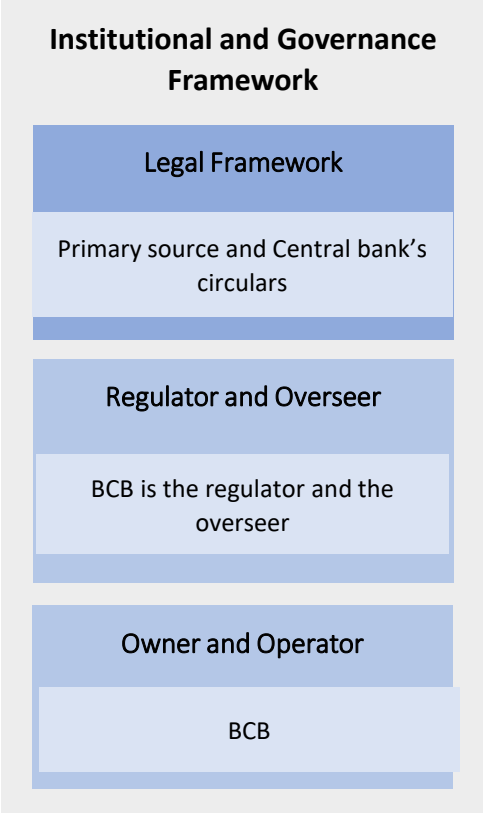 Institutional and Governance
Framework
Legal Framework
Primary source and Central bank’s
circulars
Regulator and Overseer
BCB is the regulator and the
overseer
Owner and Operator
BCB